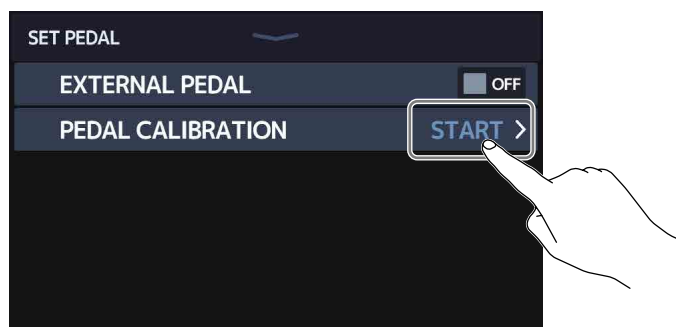 SET PEDAL
EXTERNAL PEDAL OFF
PEDAL CALIBRATION START >